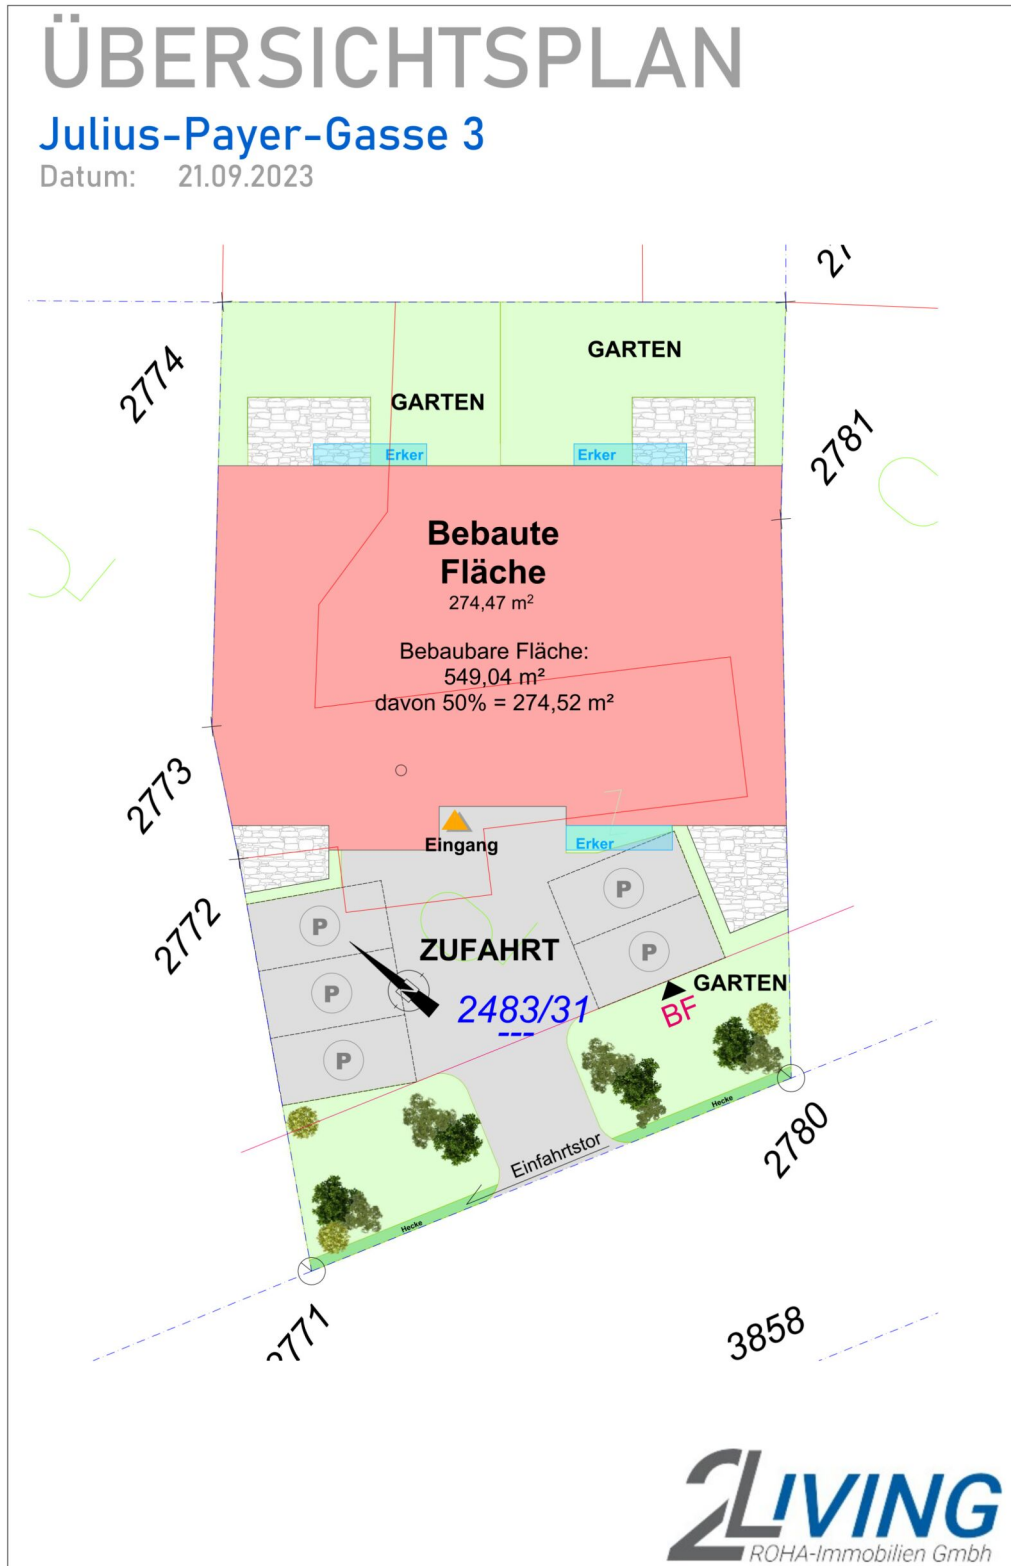 ÜBERSICHTSPLAN
Julius-Payer-Gasse 3
Datum: 21.09.2023
2774
GARTEN
GARTEN
2781
Erker
Erker
Bebaute
Fläche
274,47 m²
Bebaubare Fläche:
549,04 m²
davon 50% = 274,52 m²
2773
Eingang
Erker
2772
P
P
P
P
P
ZUFAHRT
N
2483/31
GARTEN
BF
Hecke
2780
Einfahrtstor
Hecke
2771
3858
2LIVING
ROHA-Immobilien Gmbh